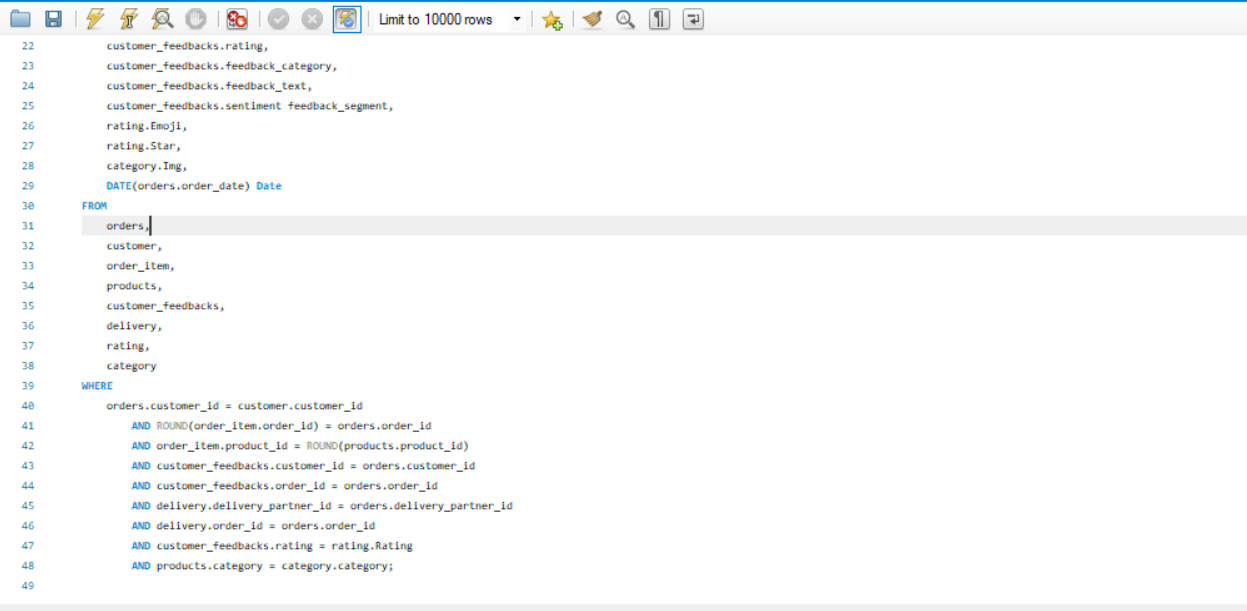 Limit to 10000 rows
22 customer_feedbacks.rating,
23 customer_feedbacks.feedback_category,
24 customer_feedbacks.feedback_text,
25 customer_feedbacks.sentiment feedback_segment,
26 rating.Emoji,
27 rating.Star,
28 category.Img,
29 DATE(orders.order_date) Date
30 FROM
31 orders,
32 customer,
33 order_item,
34 products,
35 customer_feedbacks,
36 delivery,
37 rating,
38 category
39 WHERE
40 orders.customer_id = customer.customer_id
41 AND ROUND(order_item.order_id) = orders.order_id
42 AND order_item.product_id = ROUND(products.product_id)
43 AND customer_feedbacks.customer_id = orders.customer_id
44 AND customer_feedbacks.order_id = orders.order_id
45 AND delivery.delivery_partner_id = orders.delivery_partner_id
46 AND delivery.order_id = orders.order_id
47 AND customer_feedbacks.rating = rating.Rating
48 AND products.category = category.category;
49